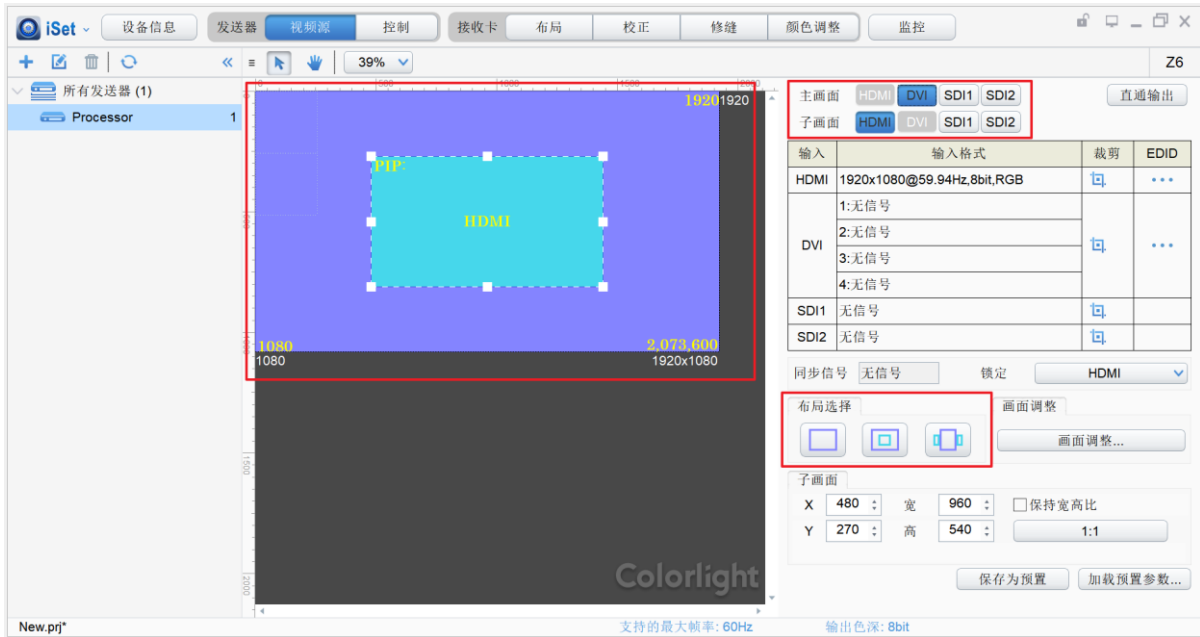 iSet 设备信息 发送器 视频源 控制 接收卡 布局 校正 修缝 颜色调整 监控
39% Z6
所有发送器 (1)
Processor 1
0 500 1000 1500 2000
1920 1920
PIP:
HDMI
1080 2,073,600
1080 1920x1080
1500
2000
Colorlight
主画面 HDMI DVI SDI1 SDI2 直通输出
子画面 HDMI DVI SDI1 SDI2
输入 输入格式 裁剪 EDID
HDMI 1920x1080@59.94Hz,8bit,RGB
DVI 1:无信号
2:无信号
3:无信号
4:无信号
SDI1 无信号
SDI2 无信号
同步信号 无信号 锁定 HDMI
布局选择 画面调整
画面调整...
子画面
X 480 宽 960 保持宽高比
Y 270 高 540 1:1
保存为预置 加载预置参数...
New.prj* 支持的最大帧率: 60Hz 输出色深: 8bit